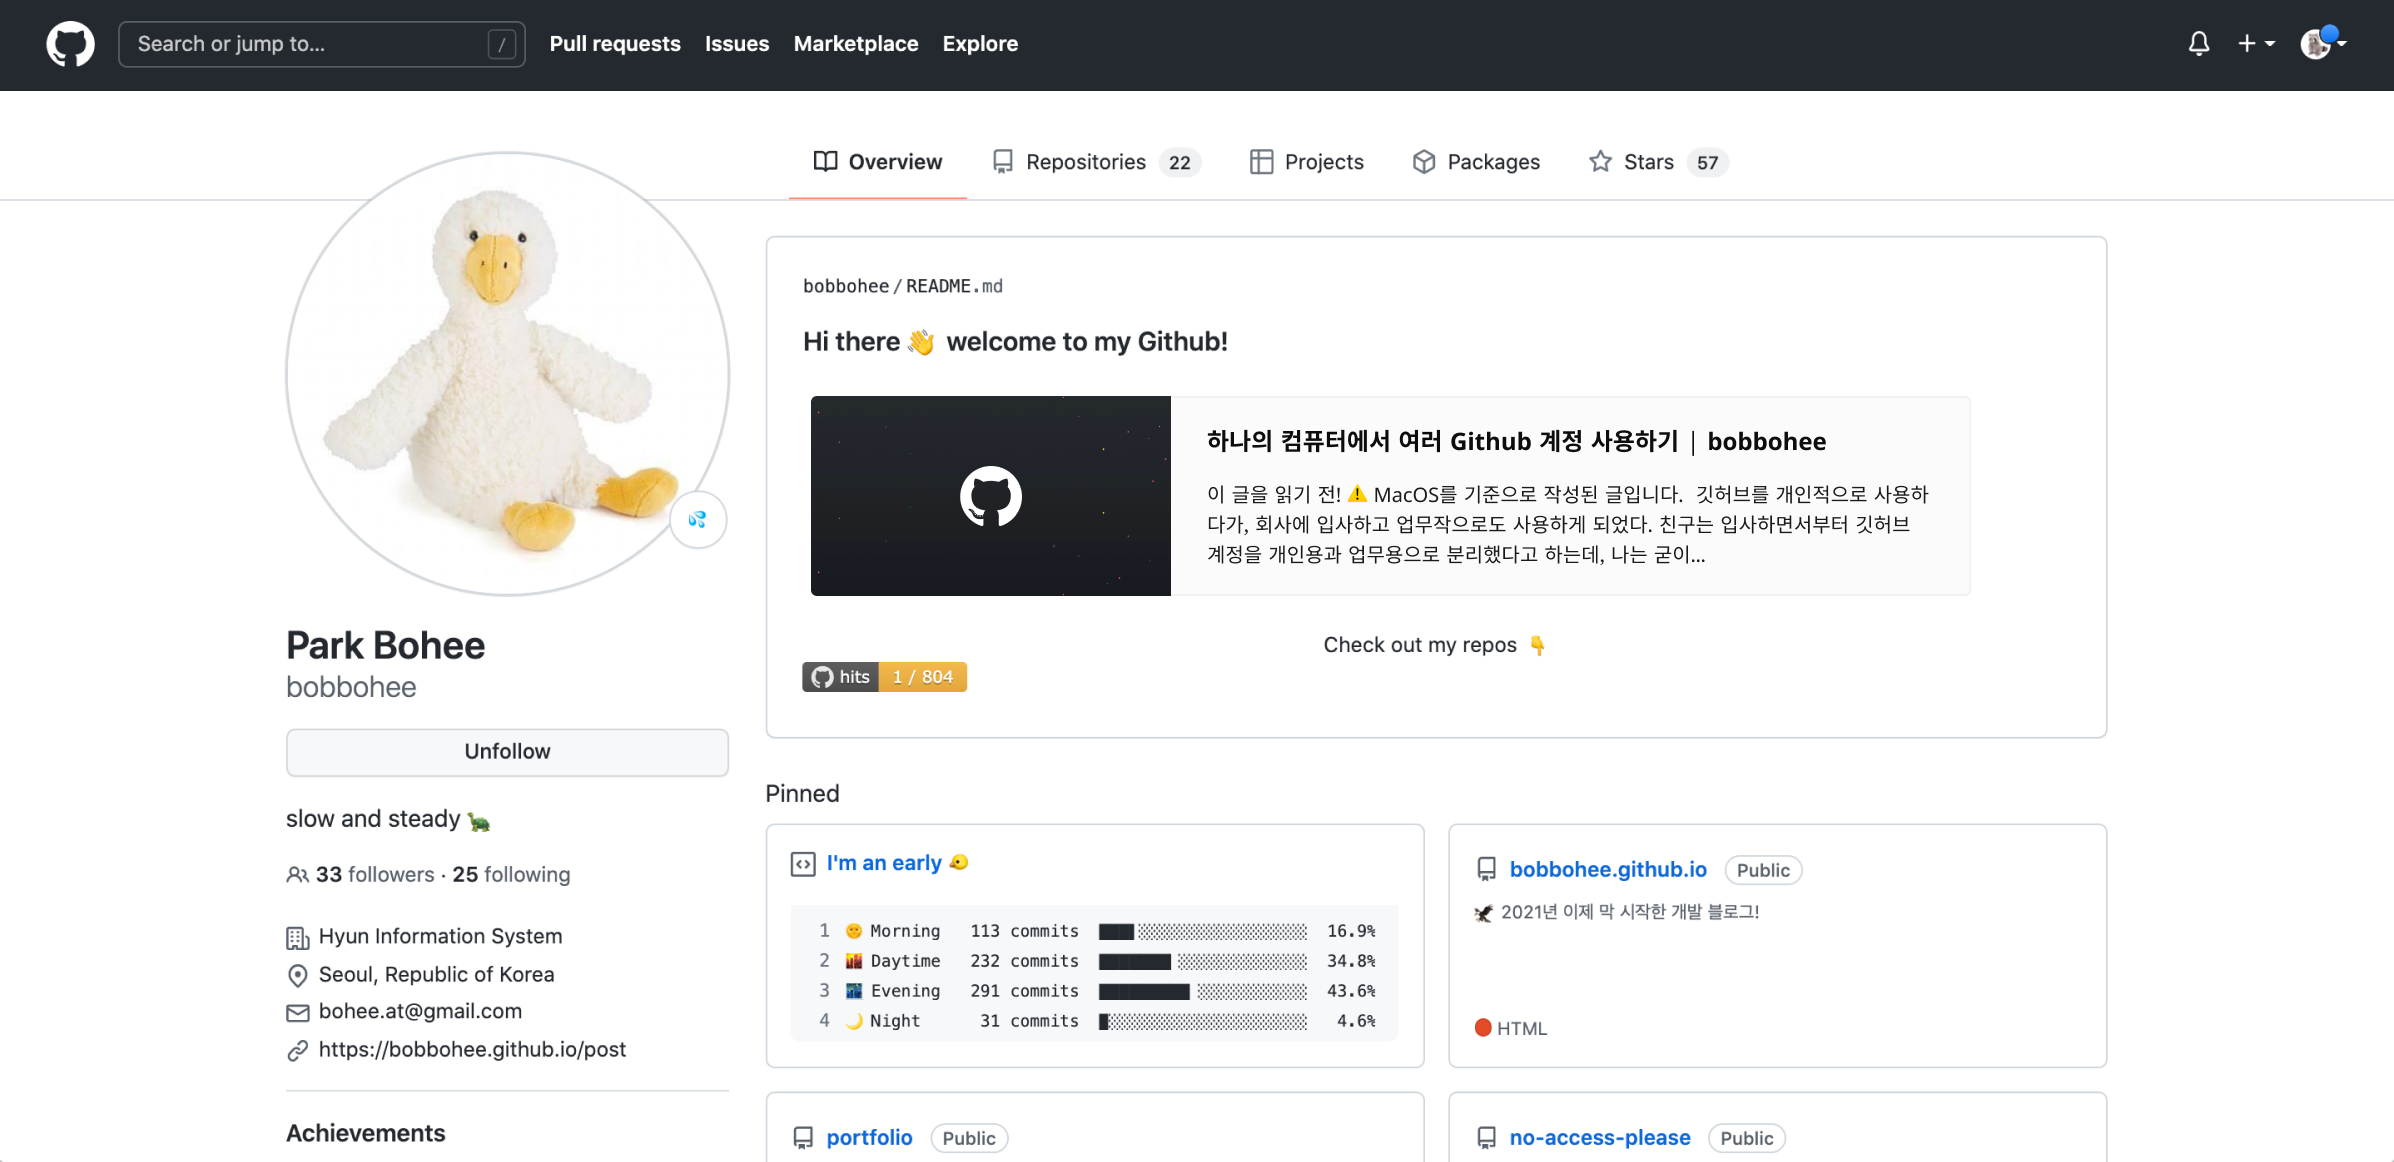 Search or jump to...
/
Pull requests
Issues
Marketplace
Explore
Overview
Repositories 22
Projects
Packages
Stars 57
Park Bohee
bobbohee
Unfollow
slow and steady 🐢
33 followers · 25 following
Hyun Information System
Seoul, Republic of Korea
bohee.at@gmail.com
https://bobbohee.github.io/post
Achievements
bobbohee/README.md
Hi there 👋 welcome to my Github!
하나의 컴퓨터에서 여러 Github 계정 사용하기 | bobbohee
이 글을 읽기 전! ⚠️ MacOS를 기준으로 작성된 글입니다. 깃허브를 개인적으로 사용하
다가, 회사에 입사하고 업무작으로도 사용하게 되었다. 친구는 입사하면서부터 깃허브
계정을 개인용과 업무용으로 분리했다고 하는데, 나는 굳이...
Check out my repos 👇
hits 1 / 804
Pinned
I'm an early 🐤
1 🌞 Morning 113 commits 16.9%
2 🌆 Daytime 232 commits 34.8%
3 🌃 Evening 291 commits 43.6%
4 🌙 Night 31 commits 4.6%
bobbohee.github.io Public
🦅 2021년 이제 막 시작한 개발 블로그!
HTML
portfolio Public
no-access-please Public